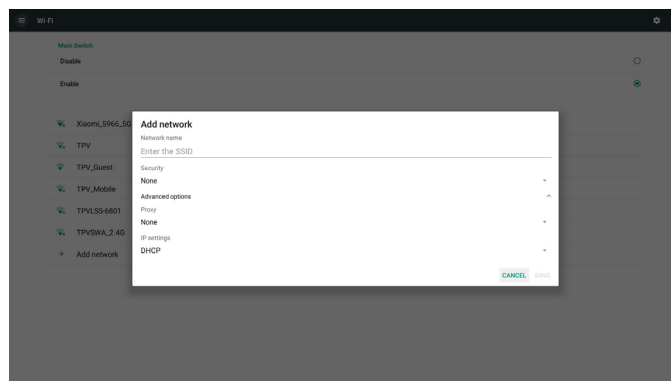 Wi-Fi
Main Switch
Disable
Enable
Xiaomi_5966_5G
TPV
TPV_Guest
TPV_Mobile
TPVLSS-6801
TPVSWA_2.4G
+ Add network
Add network
Network name
Enter the SSID
Security
None
Advanced options
Proxy
None
IP settings
DHCP
CANCEL SAVE